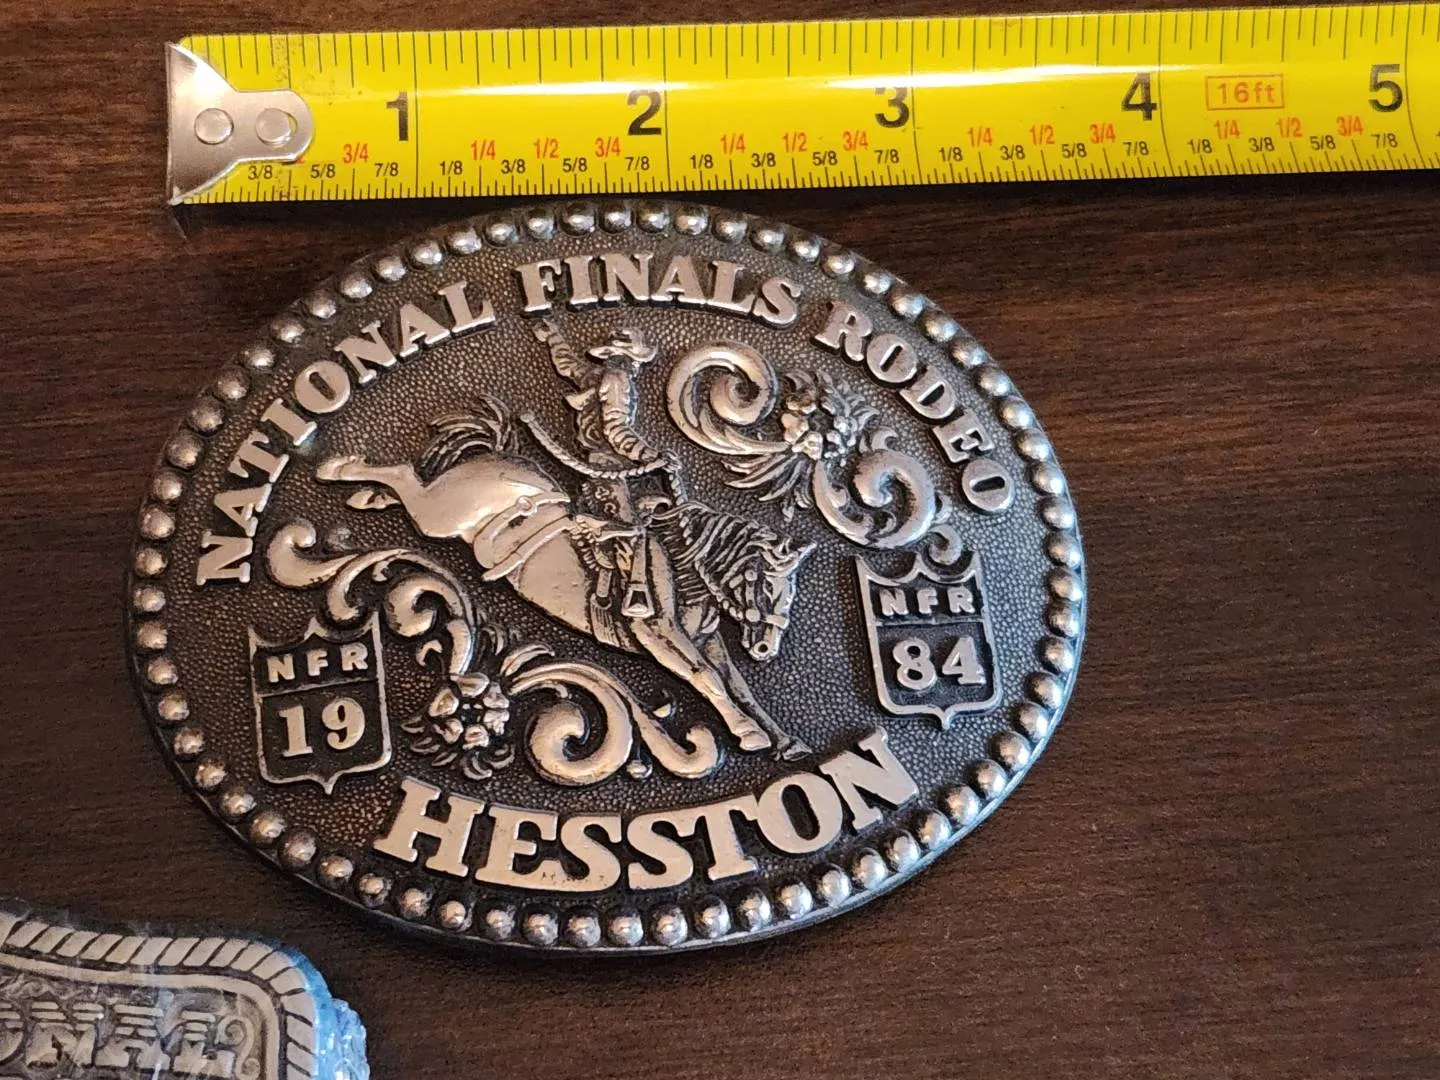 1 2 3 4 16ft 5
3/8 5/8 3/4 7/8 1/8 1/4 3/8 1/2 5/8 3/4 7/8 1/8 1/4 3/8 1/2 5/8 3/4 7/8 1/8 1/4 3/8 1/2 5/8 3/4 7/8 1/8 1/4 3/8 1/2 5/8 3/4 7/8
NATIONAL FINALS RODEO
NFR
19
NFR
84
HESSTON